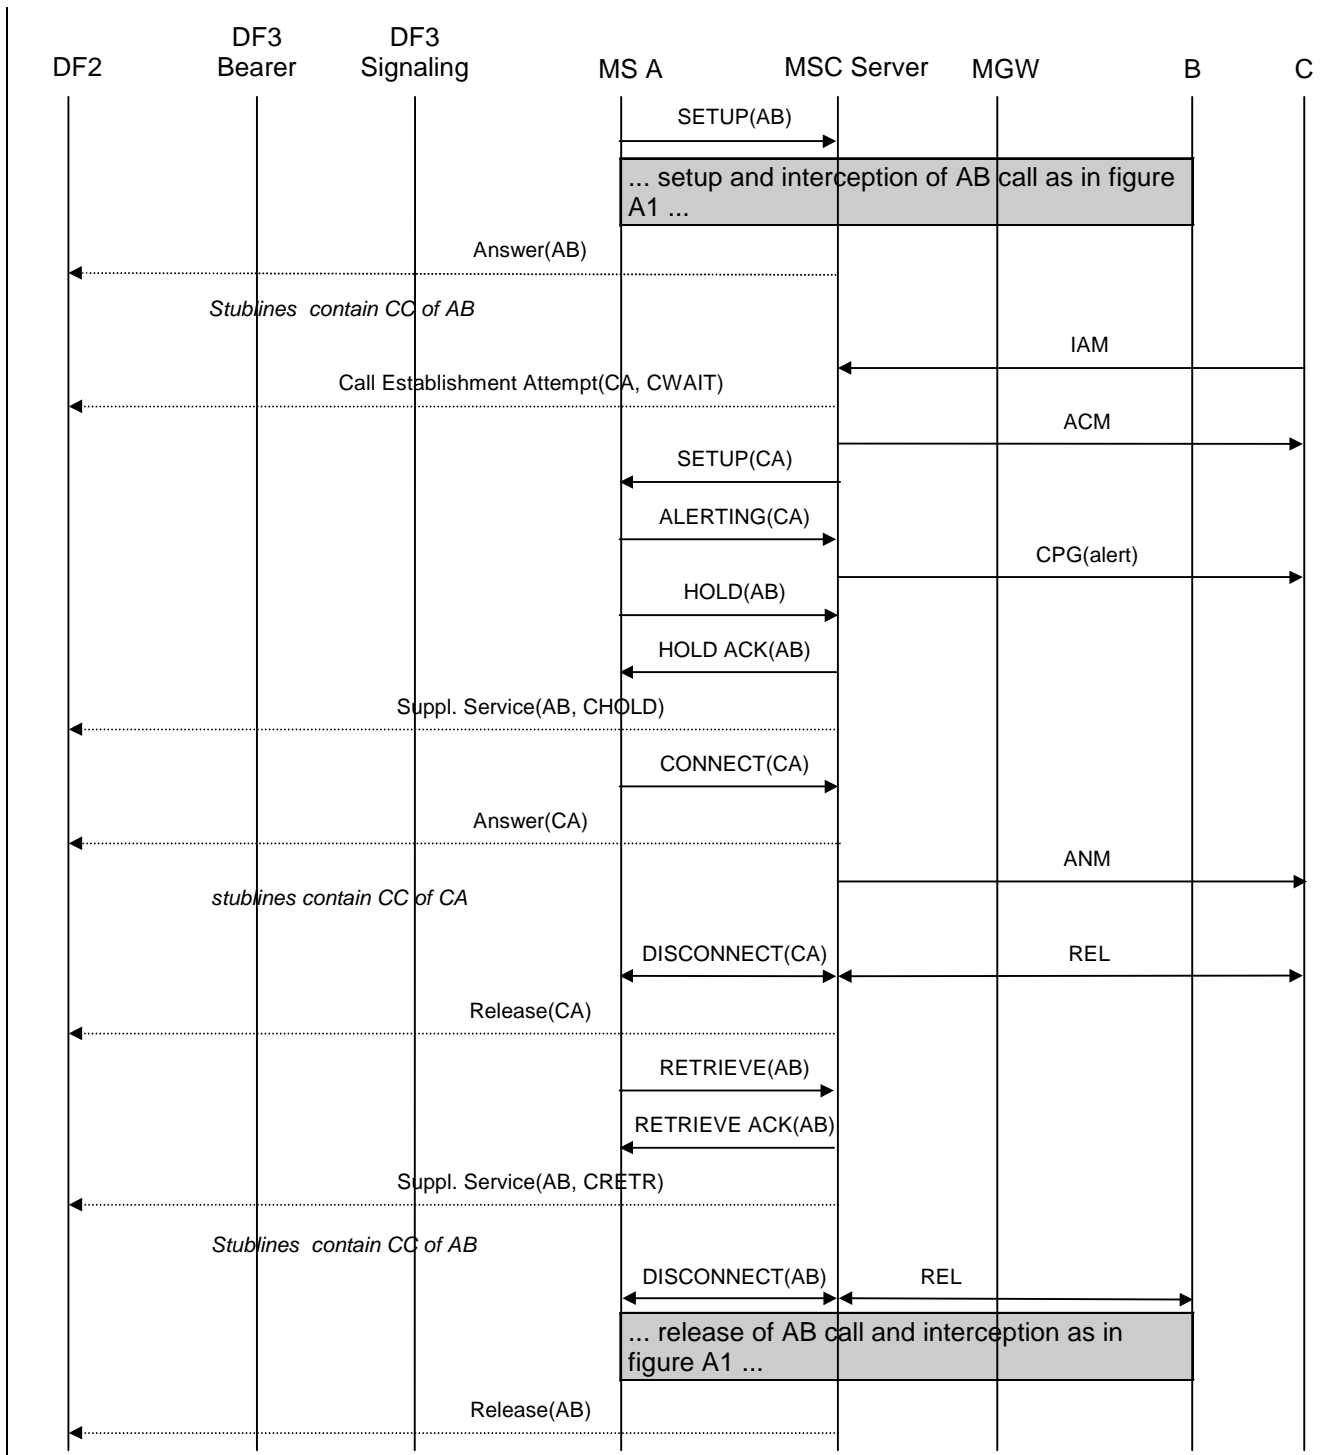 DF2
DF3
Bearer
DF3
Signaling
MS A
MSC Server
MGW
B
C
SETUP(AB)
... setup and interception of AB call as in figure
A1 ...
Answer(AB)
Stublines contain CC of AB
IAM
Call Establishment Attempt(CA, CWAIT)
ACM
SETUP(CA)
ALERTING(CA)
CPG(alert)
HOLD(AB)
HOLD ACK(AB)
Suppl. Service(AB, CHOLD)
CONNECT(CA)
Answer(CA)
ANM
stublines contain CC of CA
DISCONNECT(CA)
REL
Release(CA)
RETRIEVE(AB)
RETRIEVE ACK(AB)
Suppl. Service(AB, CRETR)
Stublines contain CC of AB
DISCONNECT(AB)
REL
... release of AB call and interception as in
figure A1 ...
Release(AB)